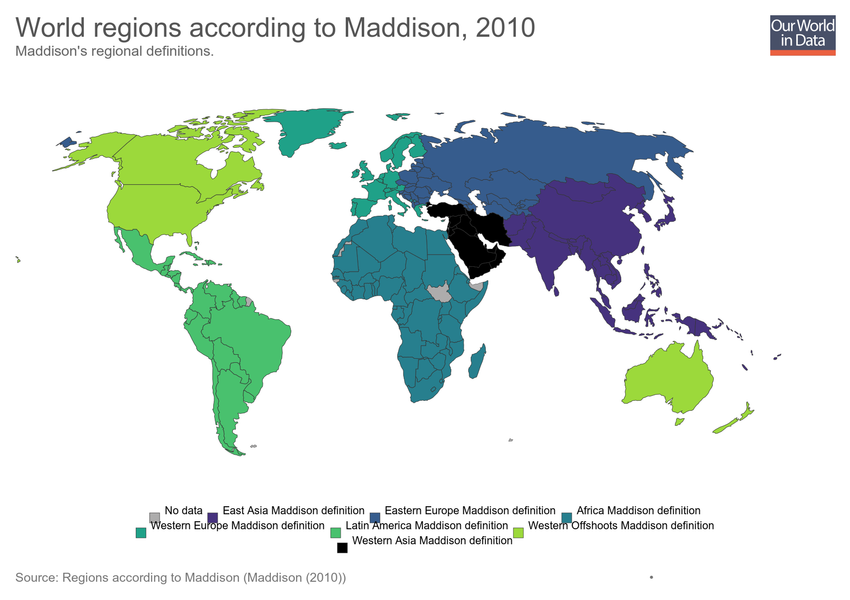 World regions according to Maddison, 2010
Maddison's regional definitions.
Our World
in Data
No data
East Asia Maddison definition
Eastern Europe Maddison definition
Africa Maddison definition
Western Europe Maddison definition
Latin America Maddison definition
Western Offshoots Maddison definition
Western Asia Maddison definition
Source: Regions according to Maddison (Maddison (2010))